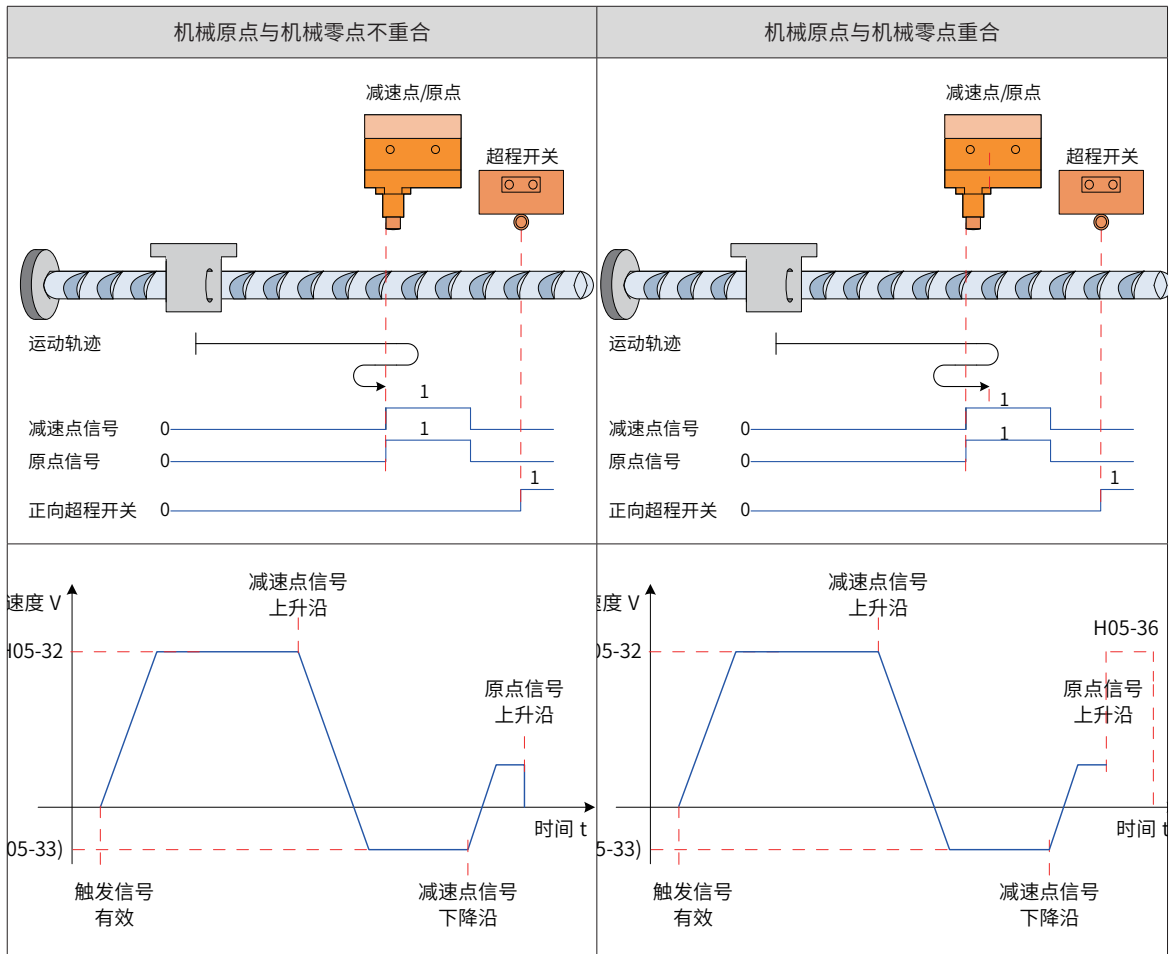 机械原点与机械零点不重合
机械原点与机械零点重合
减速点/原点
超程开关
运动轨迹
1
减速点信号 0
1
原点信号 0
1
正向超程开关 0
减速点/原点
超程开关
运动轨迹
1
减速点信号 0
1
原点信号 0
1
正向超程开关 0
速度 V
减速点信号
上升沿
H05-32
原点信号
上升沿
时间 t
05-33)
触发信号
有效
减速点信号
下降沿
速度 V
减速点信号
上升沿
H05-36
05-32
原点信号
上升沿
时间 t
5-33)
触发信号
有效
减速点信号
下降沿